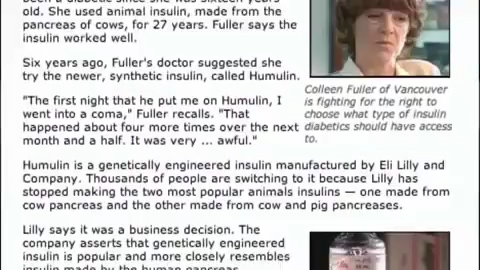 been a diabetic since she was sixteen years
old. She used animal insulin, made from the
pancreas of cows, for 27 years. Fuller says the
insulin worked well.
Six years ago, Fuller's doctor suggested she
try the newer, synthetic insulin, called Humulin.
"The first night that he put me on Humulin, I
went into a coma," Fuller recalls. "That
happened about four more times over the next
month and a half. It was very ... awful."
Colleen Fuller of Vancouver
is fighting for the right to
choose what type of insulin
diabetics should have access
to.
Humulin is a genetically engineered insulin manufactured by Eli Lilly and
Company. Thousands of people are switching to it because Lilly has
stopped making the two most popular animals insulins — one made from
cow pancreas and the other made from cow and pig pancreases.
Lilly says it was a business decision. The
company asserts that genetically engineered
insulin is popular and more closely resembles
insulin made by the human pancreas.